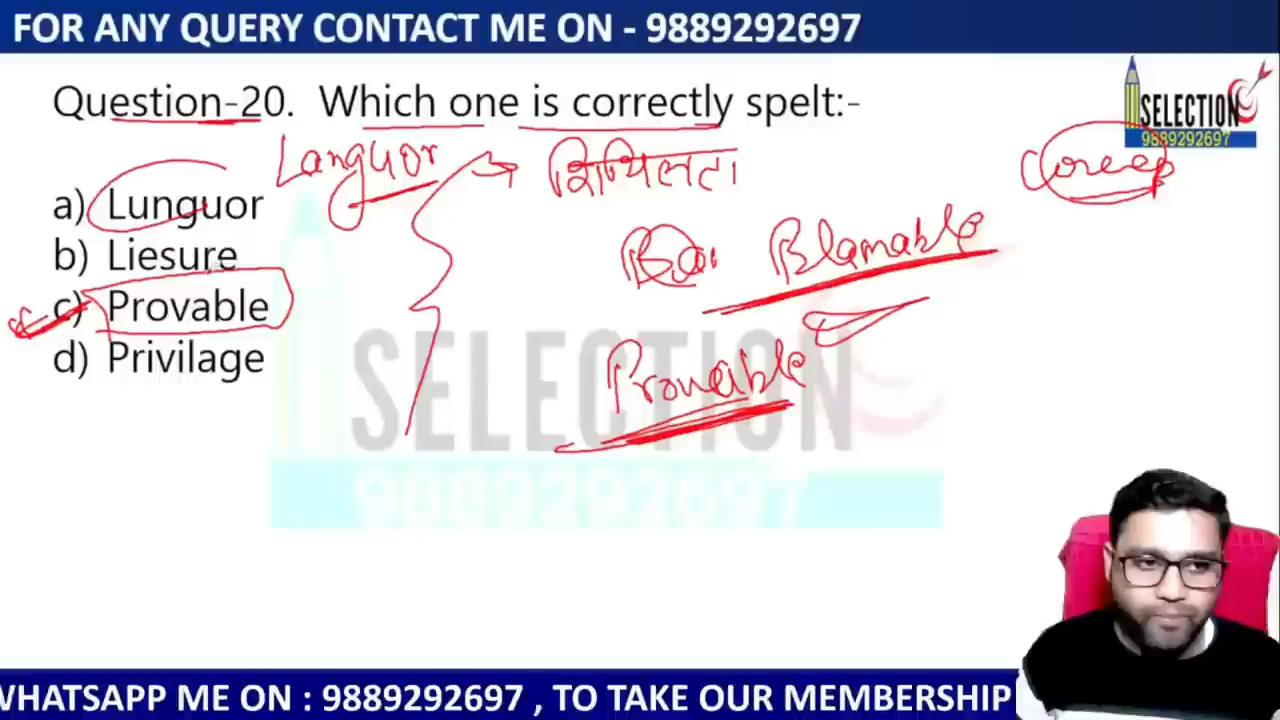 FOR ANY QUERY CONTACT ME ON - 9889292697
Question-20. Which one is correctly spelt:-
SELECTION
9889292697
Languor शिथिलता
a) Lunguor
b) Liesure
Blamable
c) Provable
d) Privilage
Provable
SELECTION
9889292697
WHATSAPP ME ON : 9889292697 , TO TAKE OUR MEMBERSHIP